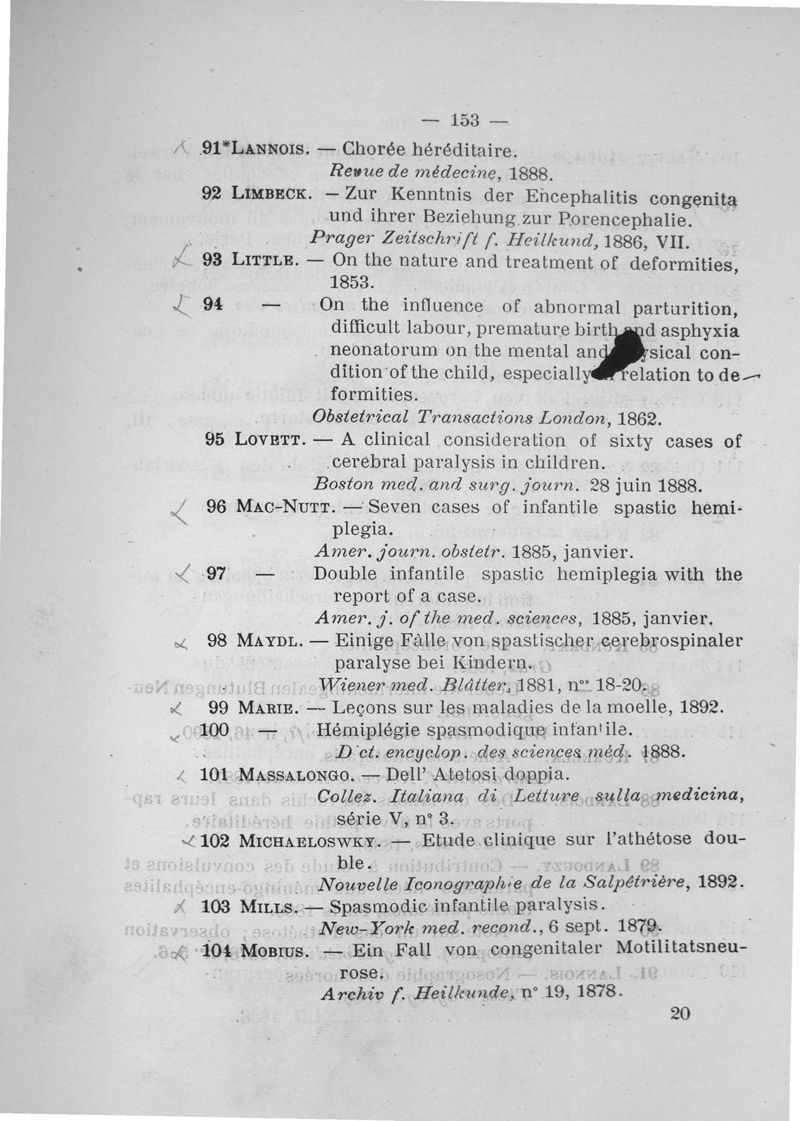 — 153 —
91*LANNOIS. — Chorée héréditaire.
Revue de médecine, 1888.
92 LIMBECK. — Zur Kenntnis der Encephalitis congenita
und ihrer Beziehung zur Porencephalie.
Prager Zeitschrift f. Heilkund, 1886, VII.
93 LITTLE. — On the nature and treatment of deformities,
1853.
94 — On the influence of abnormal parturition,
difficult labour, premature birth and asphyxia
neonatorum on the mental and physical con-
dition of the child, especially relation to de-
formities.
Obstetrical Transactions London, 1862.
95 LOVETT. — A clinical consideration of sixty cases of
cerebral paralysis in children.
Boston med. and surg. journ. 28 juin 1888.
96 MAC-NUTT. — Seven cases of infantile spastic hemi-
plegia.
Amer. journ. obstetr. 1885, janvier.
97 — Double infantile spastic hemiplegia with the
report of a case.
Amer. j. of the med. sciences, 1885, janvier.
98 MAYDL. — Einige Fàlle von spastischer cerebrospinaler
paralyse bei Kindern.
Wiener med. Blätter, 1881, nos 18-20.
99 MARIE. — Leçons sur les maladies de la moelle, 1892.
100 — Hémiplégie spasmodique infantile.
D ct. encyclop. des sciences méd. 1888.
101 MASSALONGO. — Dell' Atetosi doppia.
Collez. Italiana di Letture sulla medicina,
série V, n° 3.
102 MICHAELOSWKY. — Etude clinique sur l'athétose dou-
ble.
Nouvelle Iconographie de la Salpêtrière, 1892.
103 MILLS. — Spasmodic infantile paralysis.
New-York med. recond., 6 sept. 1879.
104 MOBIUS. — Ein Fall von congenitaler Motilitatsneu-
rose.
Archiv f. Heilkunde, n° 19, 1878.
20